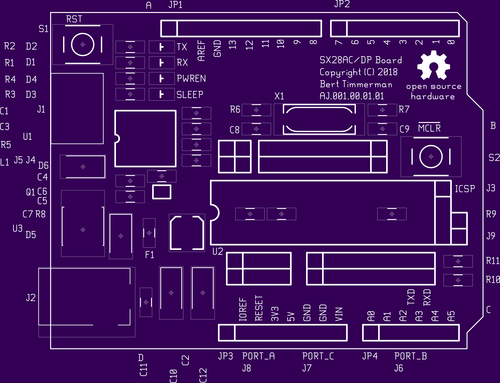 A JP1 JP2
S1 RST
R2 D2 TX
R1 D1 RX
R4 D4 PWREN
R3 D3 SLEEP
AREF GND 13 12 11 10 9 8 7 6 5 4 3 2 1 0
SX28AC/DP Board
Copyright (C) 2018
Bert Timmerman
AJ.001.00.01.01
open source
hardware
C1 J1 R6 X1 R7
C3 C8 C9 MCLR B
U1
R5
L1 J5 J4 D6 S2
C4
Q1 C6 ICSP J3
C5
C7 R8 R9
U3 D5 J9
F1 U2
R11
R10
J2
IOREF RESET 3V3 5V GND GND VIN A0 A1 A2 A3 A4 A5
TXD RXD
C
JP3 PORT_A PORT_C JP4 PORT_B
J8 J7 J6
D
C11 C10 C2 C12